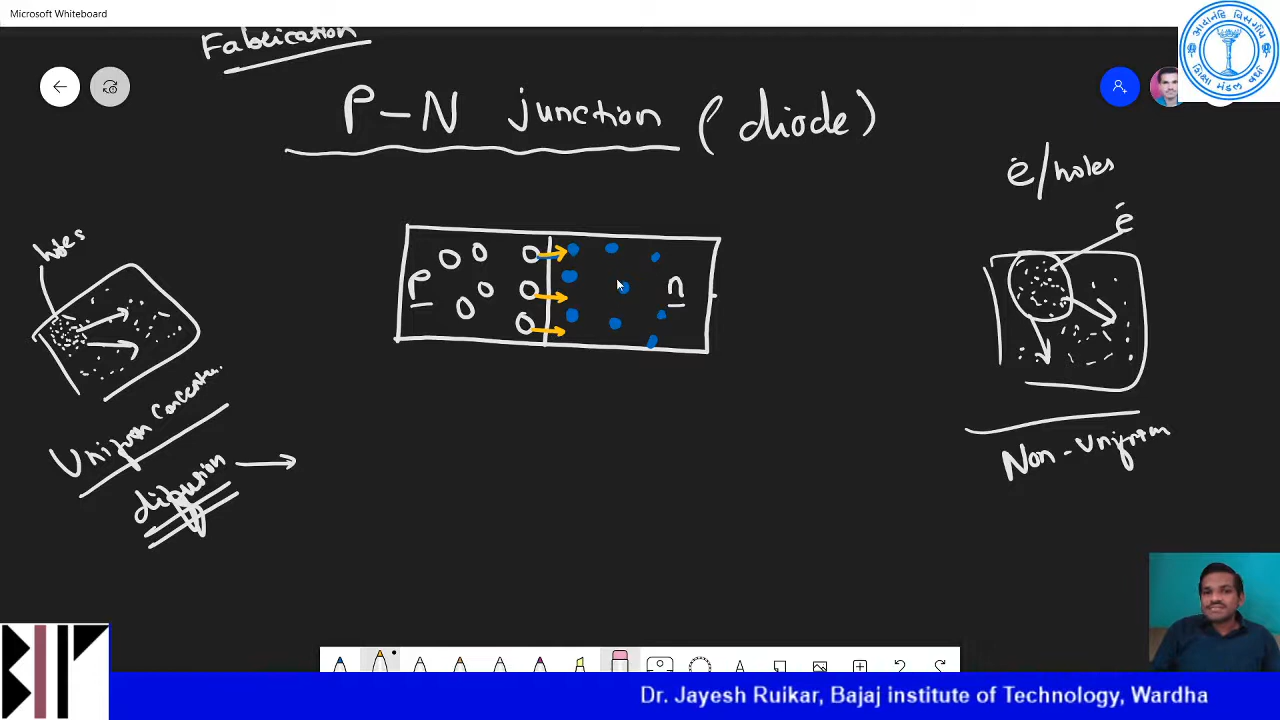 Microsoft Whiteboard
Fabrication
P-N junction (diode)
ē/holes
ē
holes
P
n
Uniform
diffusion →
Non-Uniform
Dr. Jayesh Ruikar, Bajaj institute of Technology, Wardha